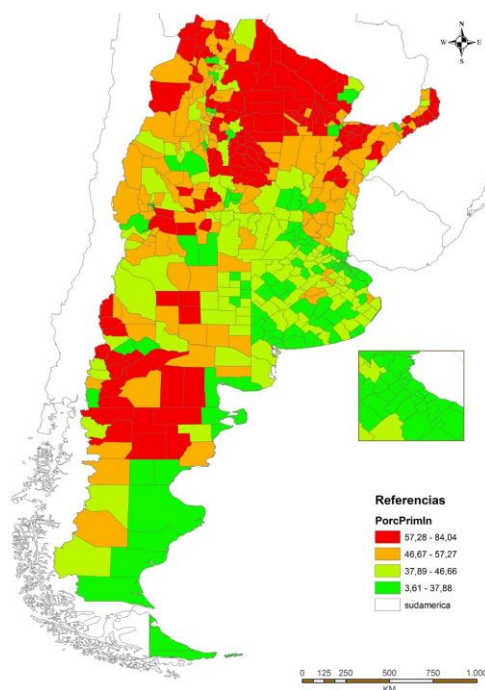 N
W E
S
Referencias
PorcPrimIn
57,28 - 84,04
46,67 - 57,27
37,89 - 46,66
3,61 - 37,88
sudamerica
0 125 250 500 750 1.000
KM